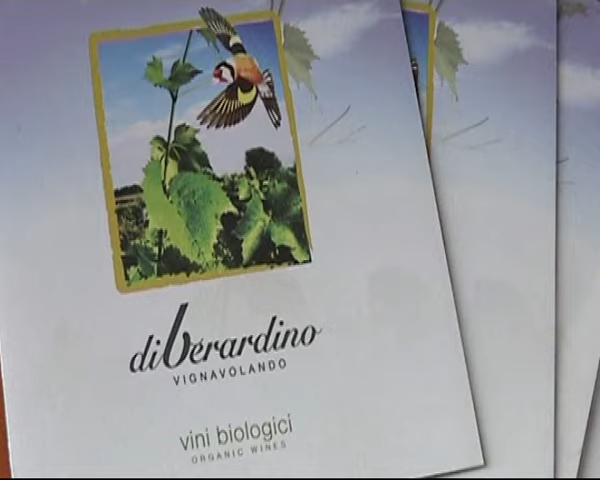 diBerardino
VIGNAVOLANDO
vini biologici
ORGANIC WINES